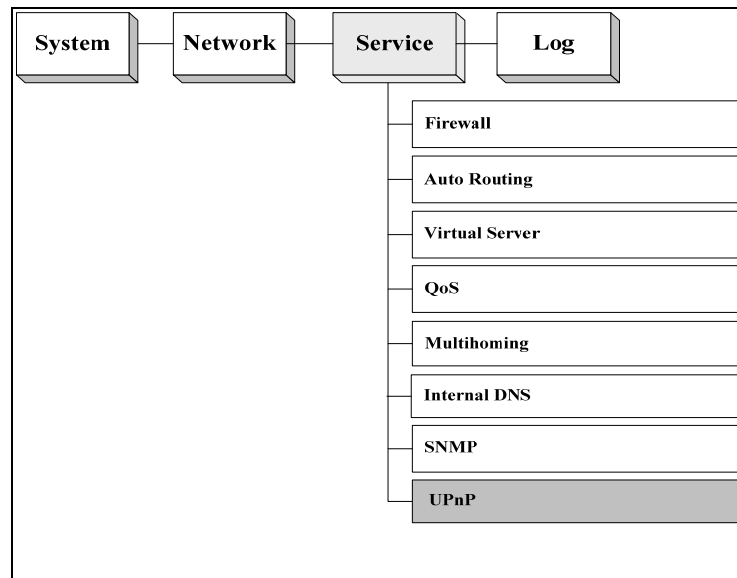 System Network Service Log
Firewall
Auto Routing
Virtual Server
QoS
Multihoming
Internal DNS
SNMP
UPnP